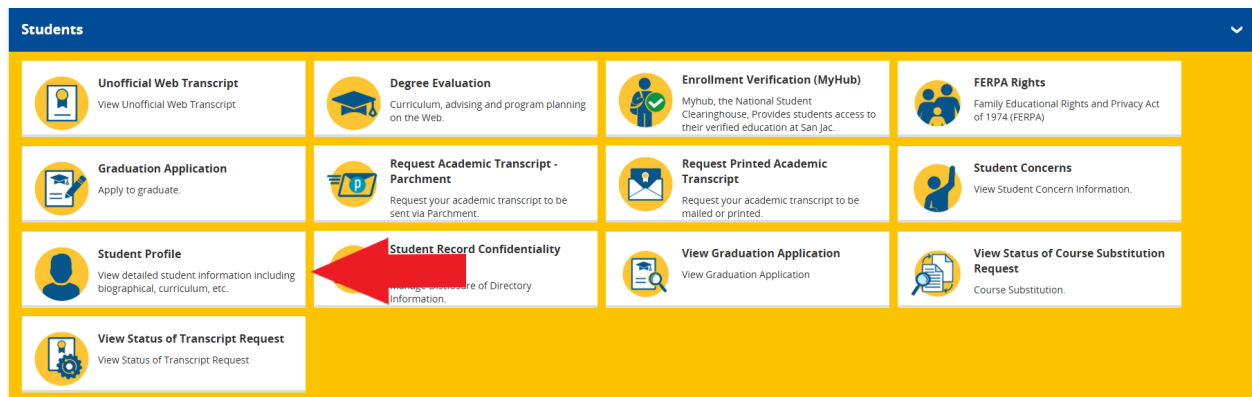 Students
Unofficial Web Transcript
View Unofficial Web Transcript
Degree Evaluation
Curriculum, advising and program planning
on the Web.
Enrollment Verification (MyHub)
Myhub, the National Student
Clearinghouse, Provides students access to
their verified education at San Jac.
FERPA Rights
Family Educational Rights and Privacy Act
of 1974 (FERPA)
Graduation Application
Apply to graduate.
Request Academic Transcript -
Parchment
Request your academic transcript to be
sent via Parchment.
p
Request Printed Academic
Transcript
Request your academic transcript to be
mailed or printed.
Student Concerns
View Student Concern Information.
Student Profile
View detailed student information including
biographical, curriculum, etc.
Student Record Confidentiality
Disclosure of Directory
Information.
View Graduation Application
View Graduation Application
View Status of Course Substitution
Request
Course Substitution.
View Status of Transcript Request
View Status of Transcript Request